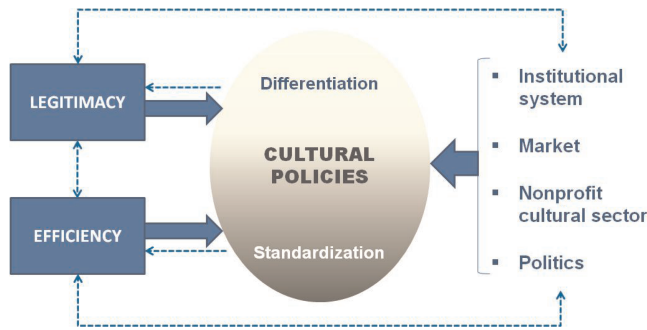 LEGITIMACY
EFFICIENCY
Differentiation
CULTURAL
POLICIES
Standardization
▪ Institutional
system
▪ Market
▪ Nonprofit
cultural sector
▪ Politics